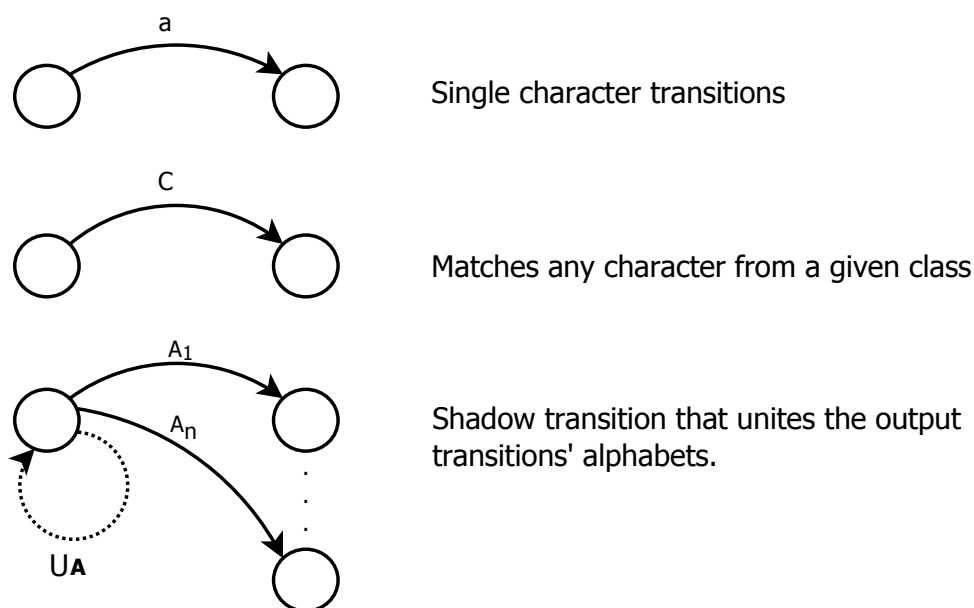 a
Single character transitions
C
Matches any character from a given class
A1
An
Shadow transition that unites the output
transitions' alphabets.
UA